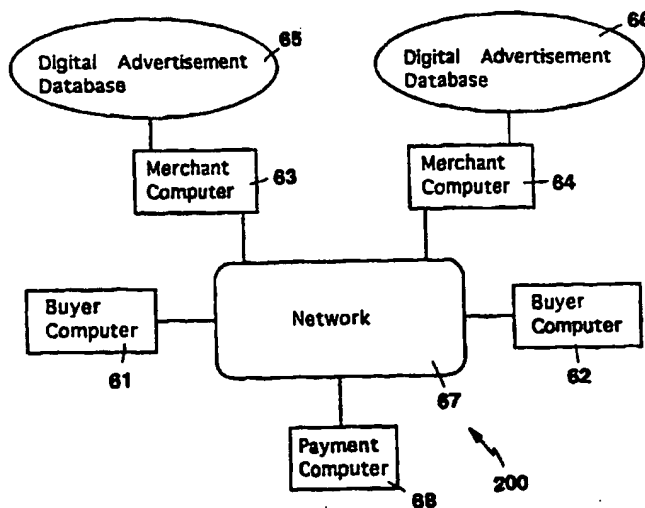 65
66
Digital Advertisement
Database
Digital Advertisement
Database
Merchant
Computer
63
Merchant
Computer
64
Buyer
Computer
61
Network
Buyer
Computer
62
67
Payment
Computer
68
200